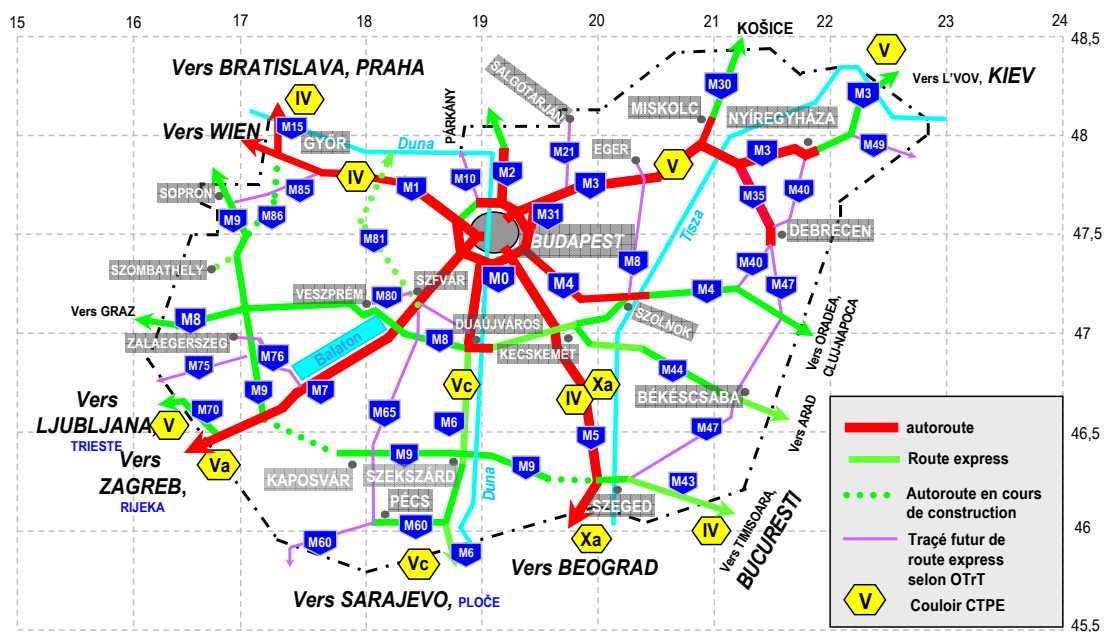 15 16 17 18 19 20 21 22 23 24
48,5
48
47,5
47
46,5
46
45.5
KOŠICE
V
Vers L'VOV, KIEV
Vers BRATISLAVA, PRAHA
IV
Vers WIEN
M15
GYŐR
Duna
PÁRKÁNY
SALGÓTARJÁN
MISKOLC
M30
NYÍREGYHÁZA
M3
M49
M3
EGER
V
M21
M3
M2
M10
IV
M1
M31
M35
M40
SOPRON
M85
M86
M9
BUDAPEST
Tisza
DEBRECEN
M81
M0
M4
M8
M40
M47
M4
SZOMBATHELY
VESZPRÉM
M80
SZFVÁR
SZOLNOK
Vers GRAZ
M8
ZALAEGERSZEG
Balaton
M8
DUAUJVÁROS
KECSKEMÉT
Vers ORADEA,
CLUJ-NAPOCA
M75
M76
M9
M7
Vc
IV
Xa
M44
BÉKÉSCSABA
Vers
LJUBLJANA,
TRIESTE
V
M70
M65
M6
M5
M47
Vers ARAD
Va
Vers
ZAGREB,
RIJEKA
M9
KAPOSVÁR
SZEKSZÁRD
Duna
M9
M43
PÉCS
SZEGED
IV
Vers TIMISOARA,
BUCURESTI
M60
M60
Vc
M6
Xa
Vers BEOGRAD
Vers SARAJEVO, PLOČE
autoroute
Route express
Autoroute en cours
de construction
Traçé futur de
route express
selon OTrT
V
Couloir CTPE